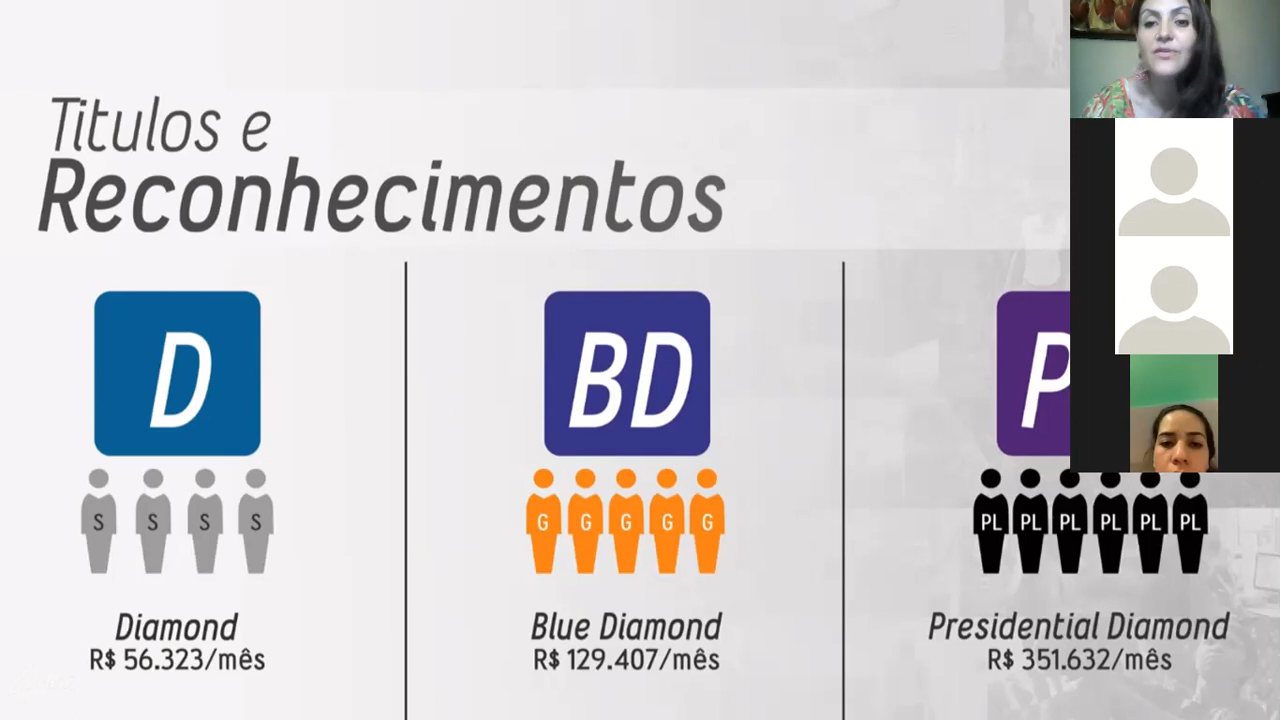 Titulos e
Reconhecimentos
D
BD
P
S S S S
G G G G G
PL PL PL PL PL PL
Diamond
R$ 56.323/mês
Blue Diamond
R$ 129.407/mês
Presidential Diamond
R$ 351.632/mês